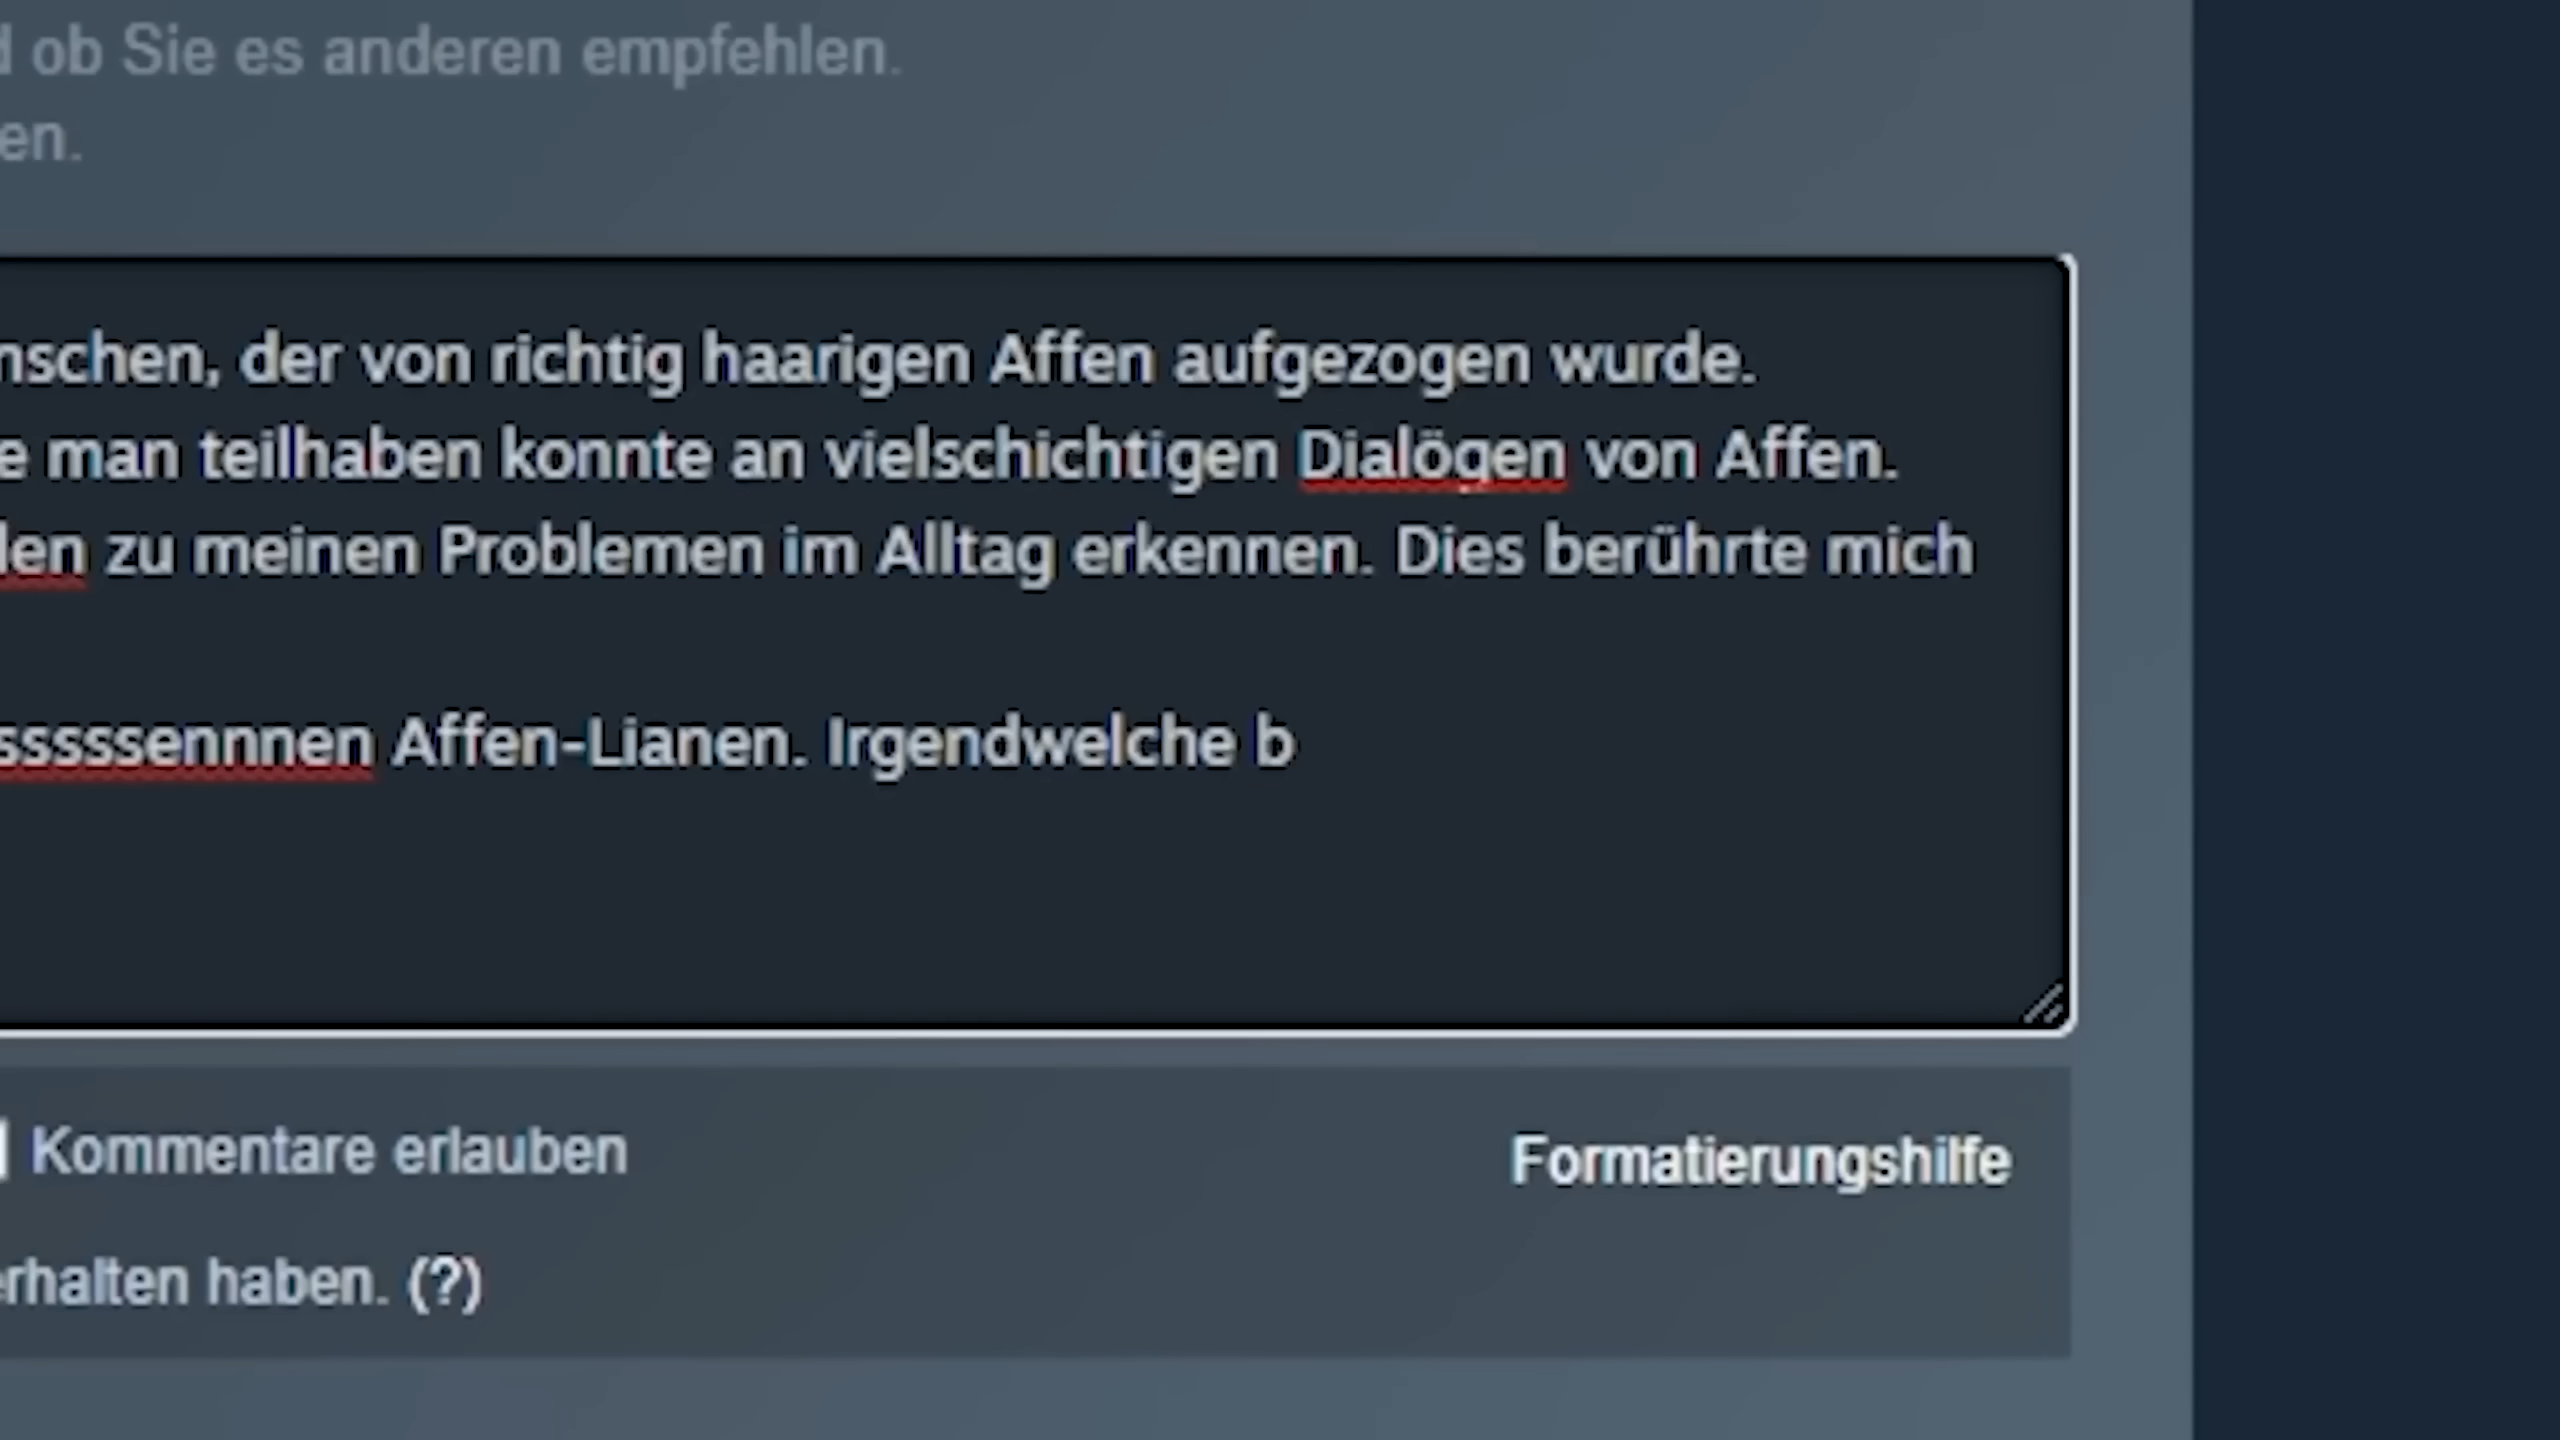 ob Sie es anderen empfehlen.
en.
nschen, der von richtig haarigen Affen aufgezogen wurde.
e man teilhaben konnte an vielschichtigen Dialögen von Affen.
len zu meinen Problemen im Alltag erkennen. Dies berührte mich
sssssennnen Affen-Lianen. Irgendwelche b
Kommentare erlauben
Formatierungshilfe
erhalten haben. (?)